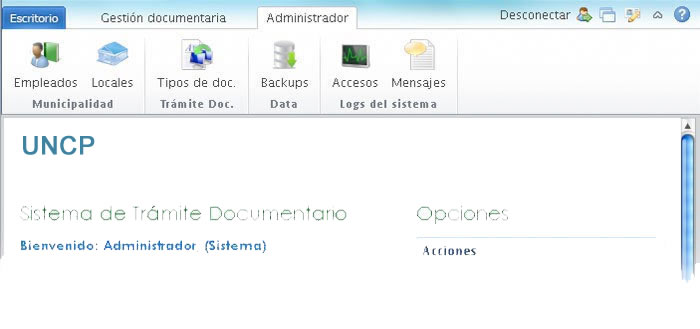 Escritorio Gestión documentaria Administrador Desconectar
Empleados Locales Tipos de doc. Backups Accesos Mensajes
Municipalidad Trámite Doc. Data Logs del sistema
UNCP
Sistema de Trámite Documentario Opciones
Bienvenido: Administrador (Sistema) Acciones